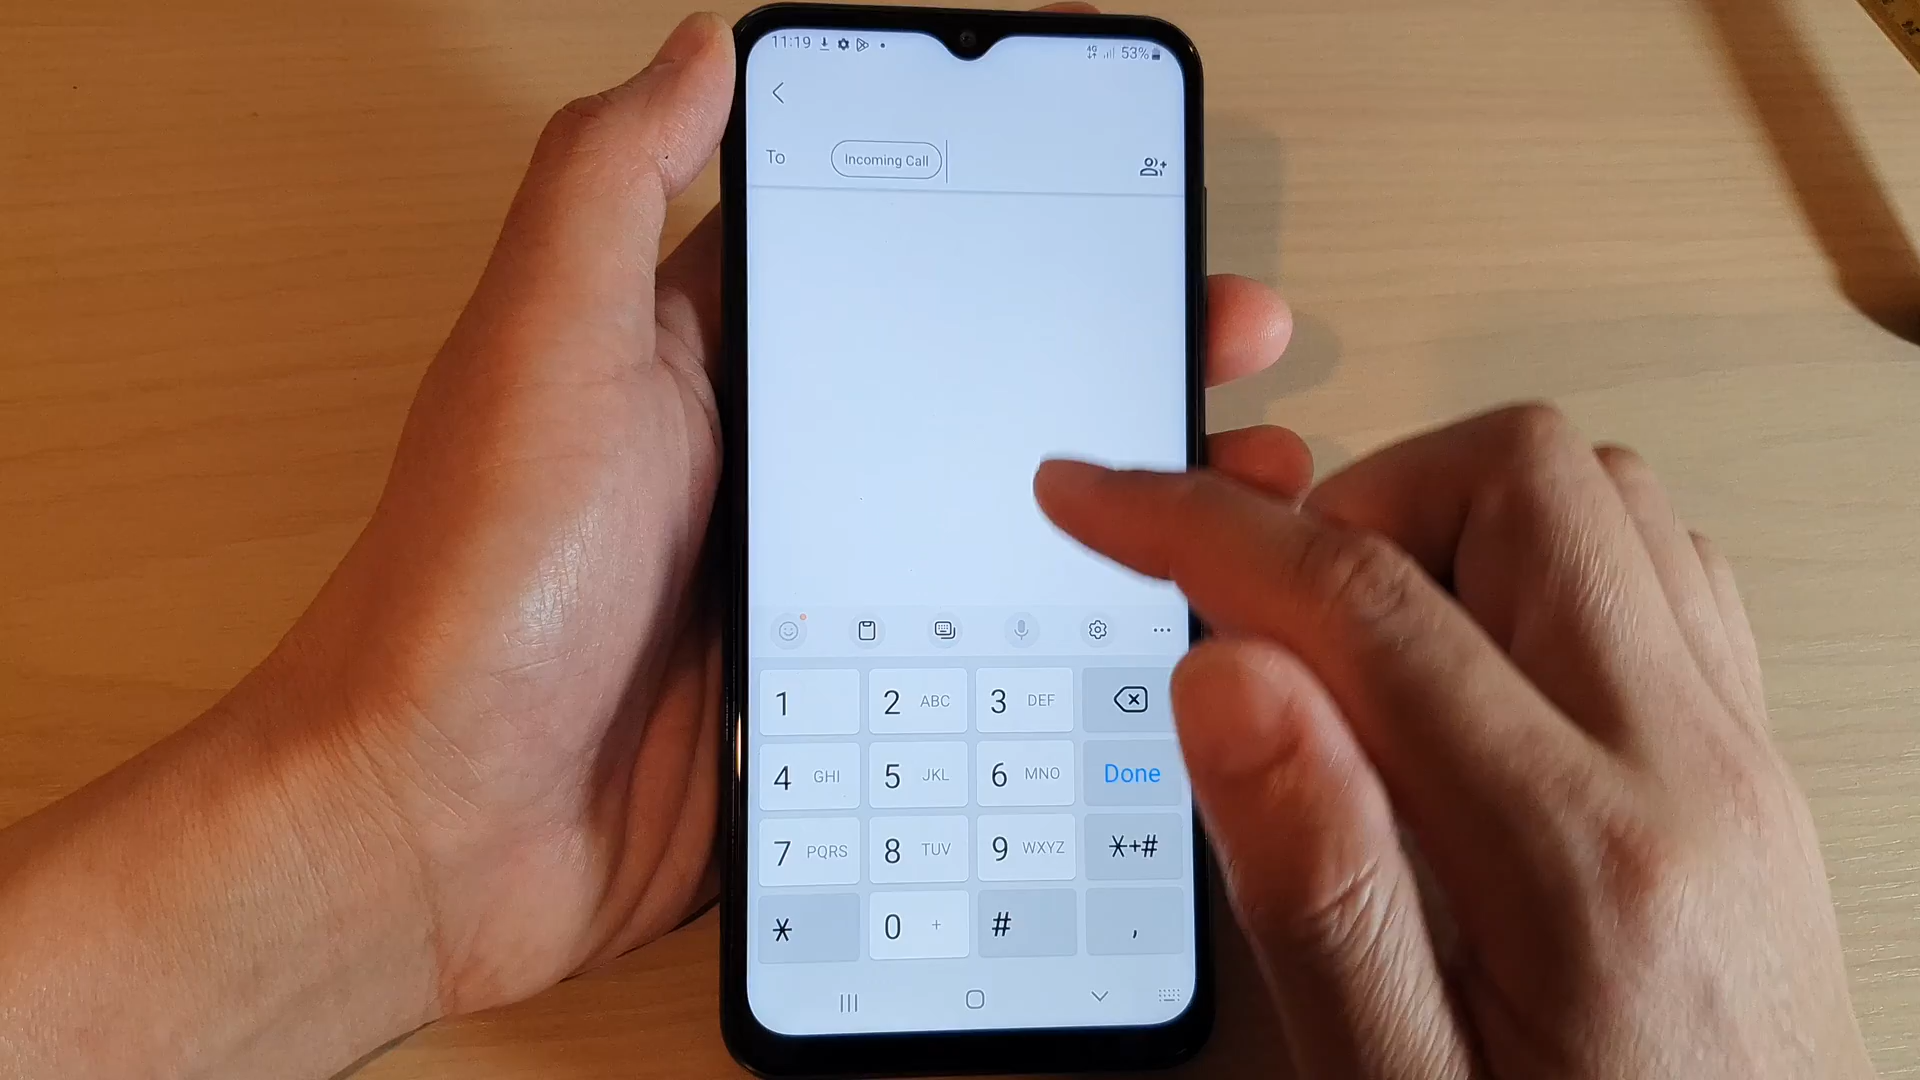 11:19 4G 53%
To Incoming Call
1 2 ABC 3 DEF
4 GHI 5 JKL 6 MNO Done
7 PQRS 8 TUV 9 WXYZ *+#
* 0 + # ,